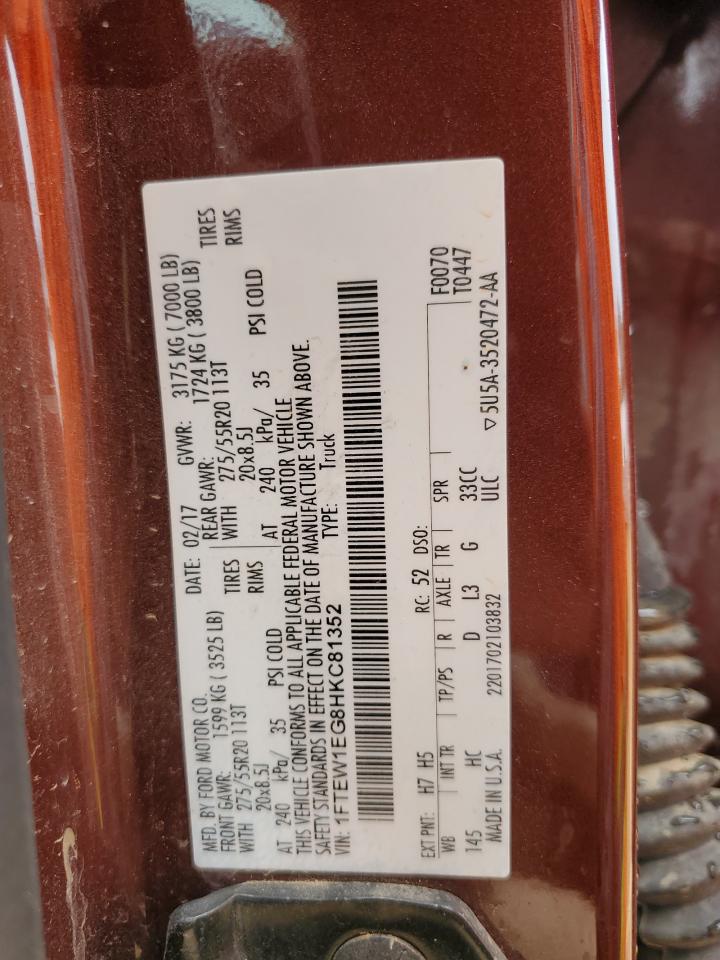 MFD. BY FORD MOTOR CO. DATE: 02/17 GVWR: 3175 KG ( 7000 LB)
FRONT GAWR: 1599 KG ( 3525 LB) REAR GAWR: 1724 KG ( 3800 LB)
WITH 275/55R20 113T TIRES WITH 275/55R20 113T TIRES
20x8.5J RIMS 20x8.5J RIMS
AT 240 kPa/ 35 PSI COLD AT 240 kPa/ 35 PSI COLD
THIS VEHICLE CONFORMS TO ALL APPLICABLE FEDERAL MOTOR VEHICLE
SAFETY STANDARDS IN EFFECT ON THE DATE OF MANUFACTURE SHOWN ABOVE.
VIN: 1FTEW1EG8HKC81352 TYPE: Truck
EXT PNT: H7 H5 RC: 52 DSO: F0070
WB INT TR TP/PS R AXLE TR SPR T0447
145 HC D L3 G 33CC
MADE IN U.S.A. 2201702103832 ULC ▽5U5A-3520472-AA